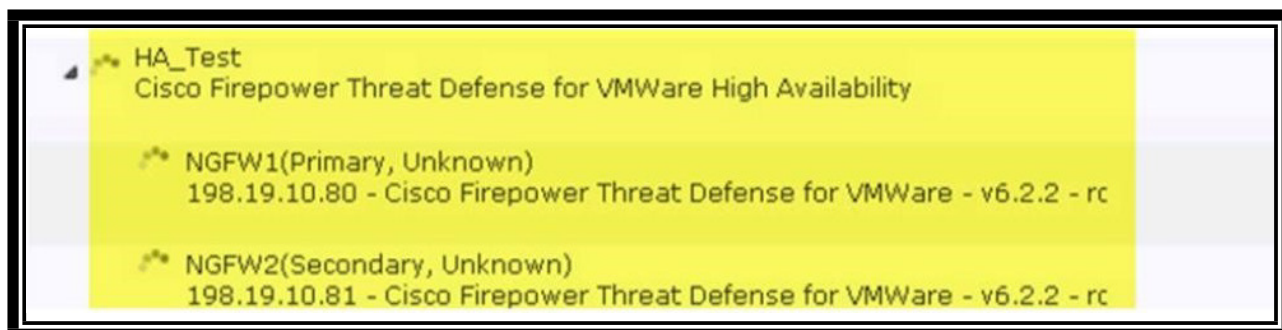 HA_Test
Cisco Firepower Threat Defense for VMWare High Availability
NGFW1(Primary, Unknown)
198.19.10.80 - Cisco Firepower Threat Defense for VMWare - v6.2.2 -
NGFW2(Secondary, Unknown)
198.19.10.81 - Cisco Firepower Threat Defense for VMWare - v6.2.2 -